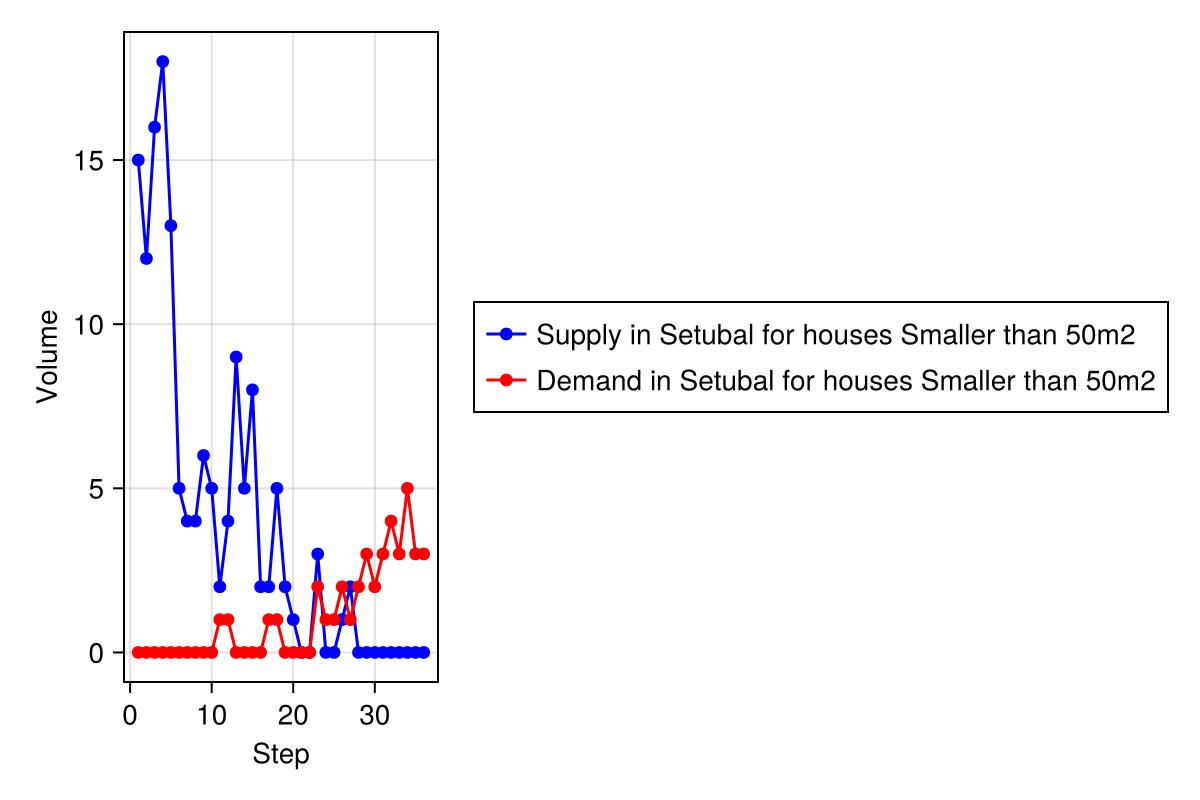 Volume
15
10
5
0
0 10 20 30
Step
Supply in Setubal for houses Smaller than 50m2
Demand in Setubal for houses Smaller than 50m2